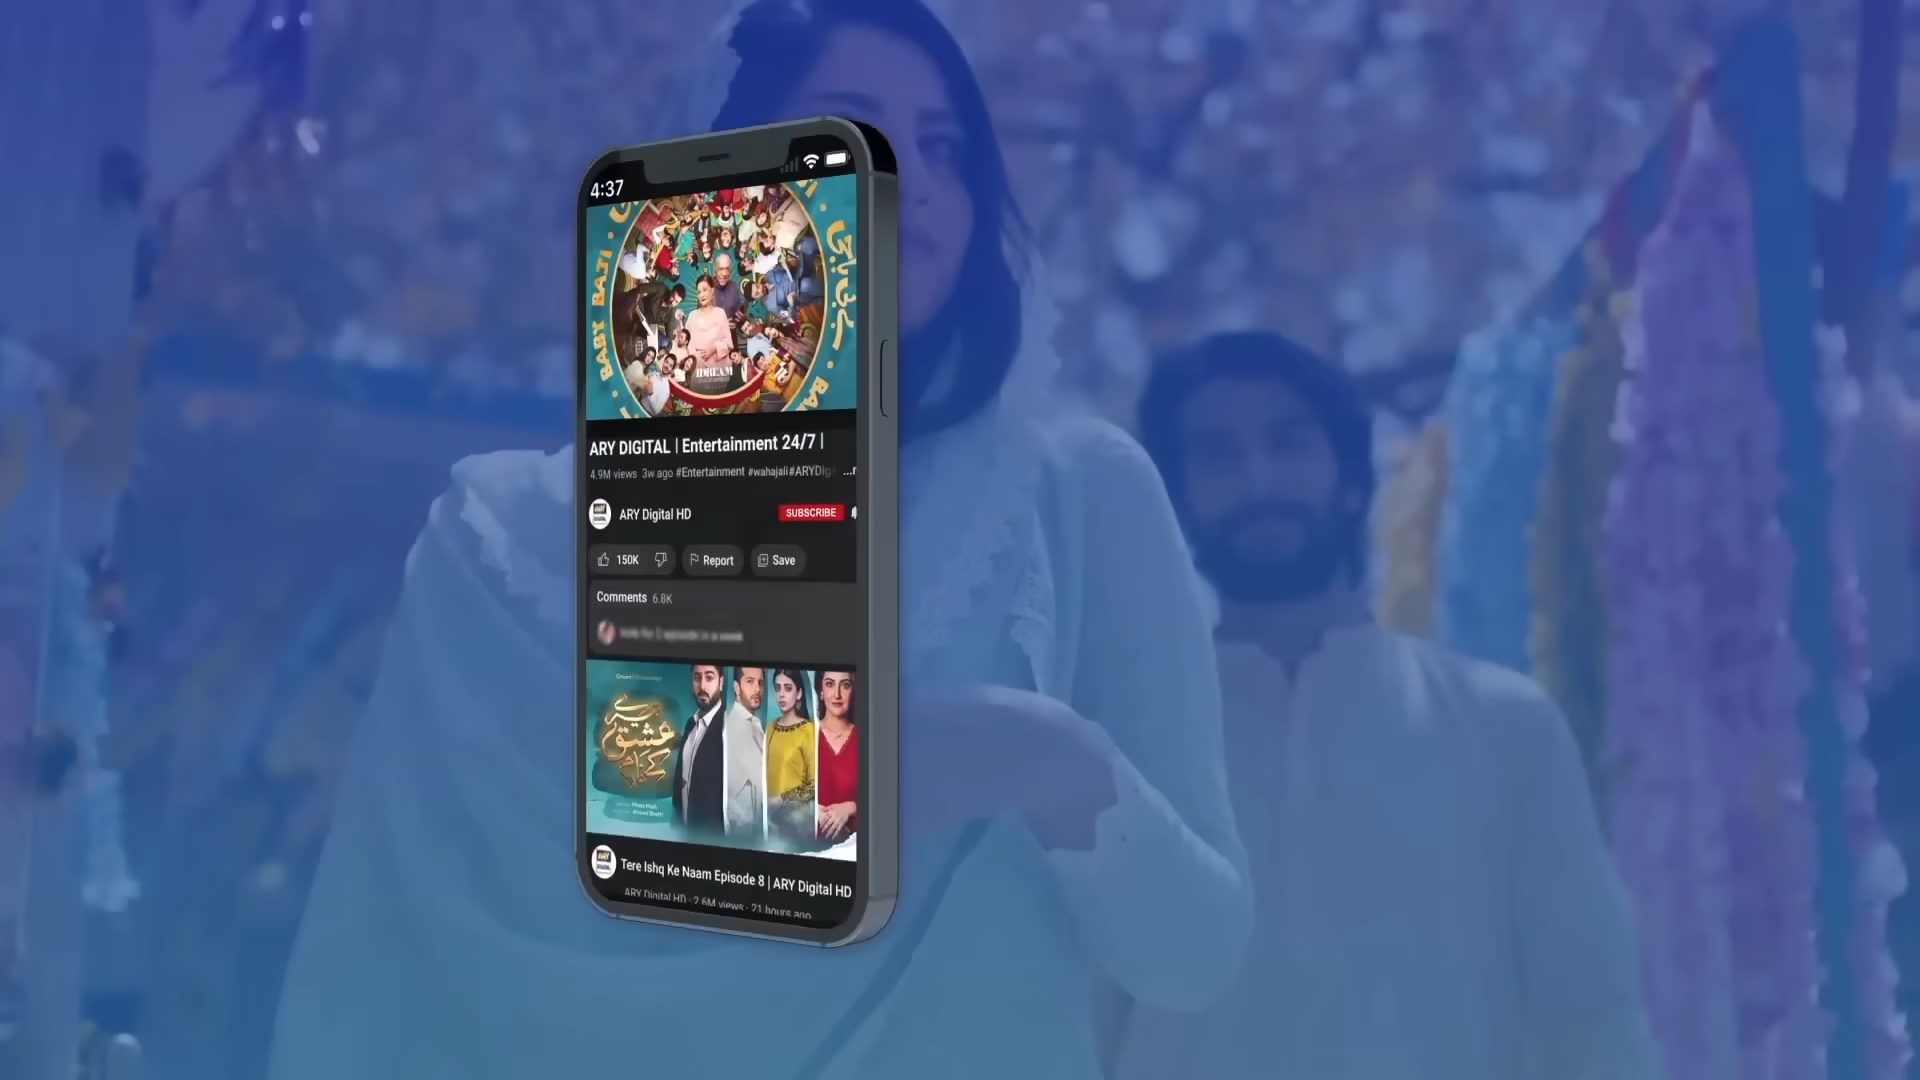 4:37
BABY BAJI
بے بی باجی
IDREAM
ENTERTAINMENT
ARY DIGITAL | Entertainment 24/7 |
4.9M views 3w ago #Entertainment #wahajali #ARYDig ...r
ARY Digital HD
SUBSCRIBE
150K Report Save
Comments 6.8K
تیرے عشق کے نام
Tere Ishq Ke Naam Episode 8 | ARY Digital HD
ARY Digital HD · 2.6M views · 21 hours ago